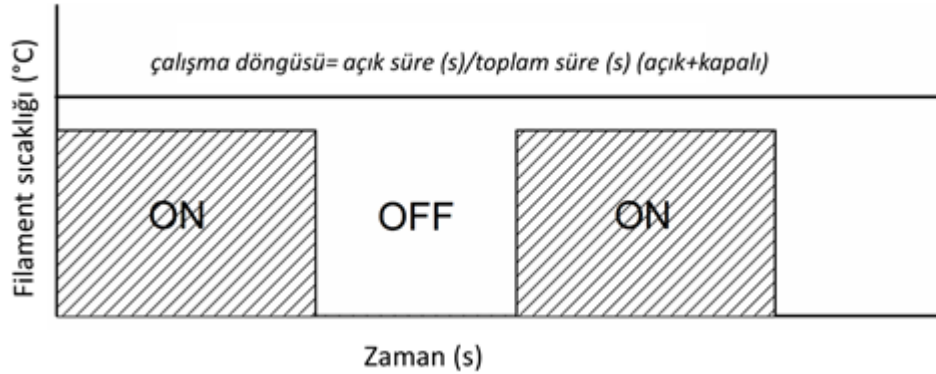 çalışma döngüsü= açık süre (s)/toplam süre (s) (açık+kapalı)
Filament sıcaklığı (°C)
ON
OFF
ON
Zaman (s)